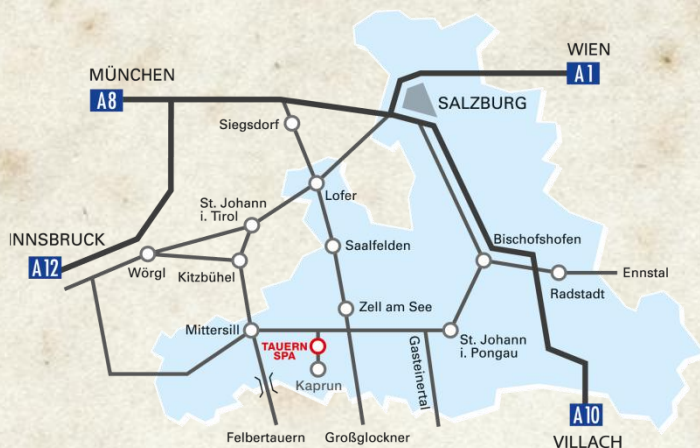 WIEN
A1
MÜNCHEN
A8
SALZBURG
Siegsdorf
Lofer
St. Johann
i. Tirol
INNSBRUCK
A12
Wörgl
Kitzbühel
Saalfelden
Bischofshofen
Ennstal
Radstadt
Zell am See
Mittersill
TAUERN
SPA
Kaprun
Gasteinertal
St. Johann
i. Pongau
A10
VILLACH
Felbertauern
Großglockner